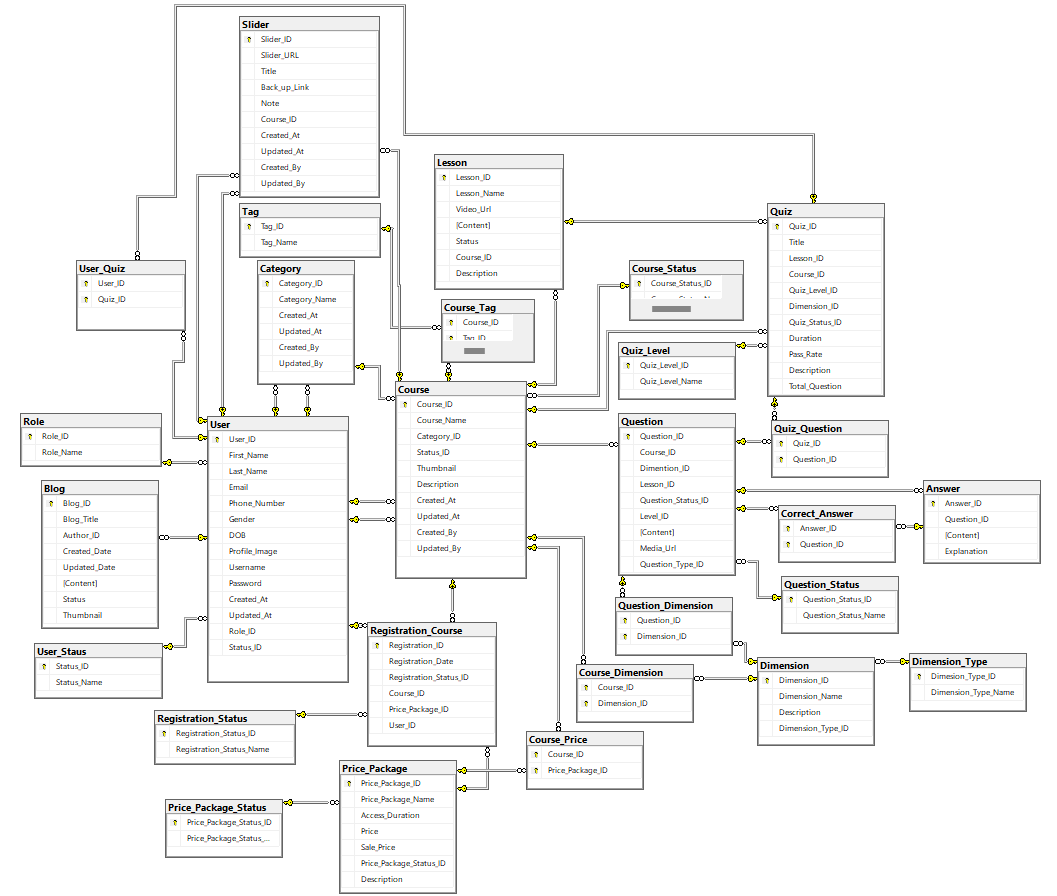 Slider
Slider_ID
Slider_URL
Title
Back_up_Link
Note
Course_ID
Created_At
Updated_At
Created_By
Updated_By
Tag
Tag_ID
Tag_Name
Lesson
Lesson_ID
Lesson_Name
Video_Url
[Content]
Status
Course_ID
Description
Quiz
Quiz_ID
Title
Lesson_ID
Course_ID
Quiz_Level_ID
Dimension_ID
Quiz_Status_ID
Duration
Pass_Rate
Description
Total_Question
User_Quiz
User_ID
Quiz_ID
Category
Category_ID
Category_Name
Created_At
Updated_At
Created_By
Updated_By
Course_Status
Course_Status_ID
Course_Tag
Course_ID
Tag_ID
Quiz_Level
Quiz_Level_ID
Quiz_Level_Name
Course
Course_ID
Course_Name
Category_ID
Status_ID
Thumbnail
Description
Created_At
Updated_At
Created_By
Updated_By
Role
Role_ID
Role_Name
User
User_ID
First_Name
Last_Name
Email
Phone_Number
Gender
DOB
Profile_Image
Username
Password
Created_At
Updated_At
Role_ID
Status_ID
Question
Question_ID
Course_ID
Dimention_ID
Lesson_ID
Question_Status_ID
Level_ID
[Content]
Media_Url
Question_Type_ID
Quiz_Question
Quiz_ID
Question_ID
Blog
Blog_ID
Blog_Title
Author_ID
Created_Date
Updated_Date
[Content]
Status
Thumbnail
Answer
Answer_ID
Question_ID
[Content]
Explanation
Correct_Answer
Answer_ID
Question_ID
Question_Status
Question_Status_ID
Question_Status_Name
Question_Dimension
Question_ID
Dimension_ID
User_Staus
Status_ID
Status_Name
Registration_Course
Registration_ID
Registration_Date
Registration_Status_ID
Course_ID
Price_Package_ID
User_ID
Course_Dimension
Course_ID
Dimension_ID
Dimension
Dimension_ID
Dimension_Name
Description
Dimension_Type_ID
Dimension_Type
Dimesion_Type_ID
Dimension_Type_Name
Registration_Status
Registration_Status_ID
Registration_Status_Name
Course_Price
Course_ID
Price_Package_ID
Price_Package
Price_Package_ID
Price_Package_Name
Access_Duration
Price
Sale_Price
Price_Package_Status_ID
Description
Price_Package_Status
Price_Package_Status_ID
Price_Package_Status_...